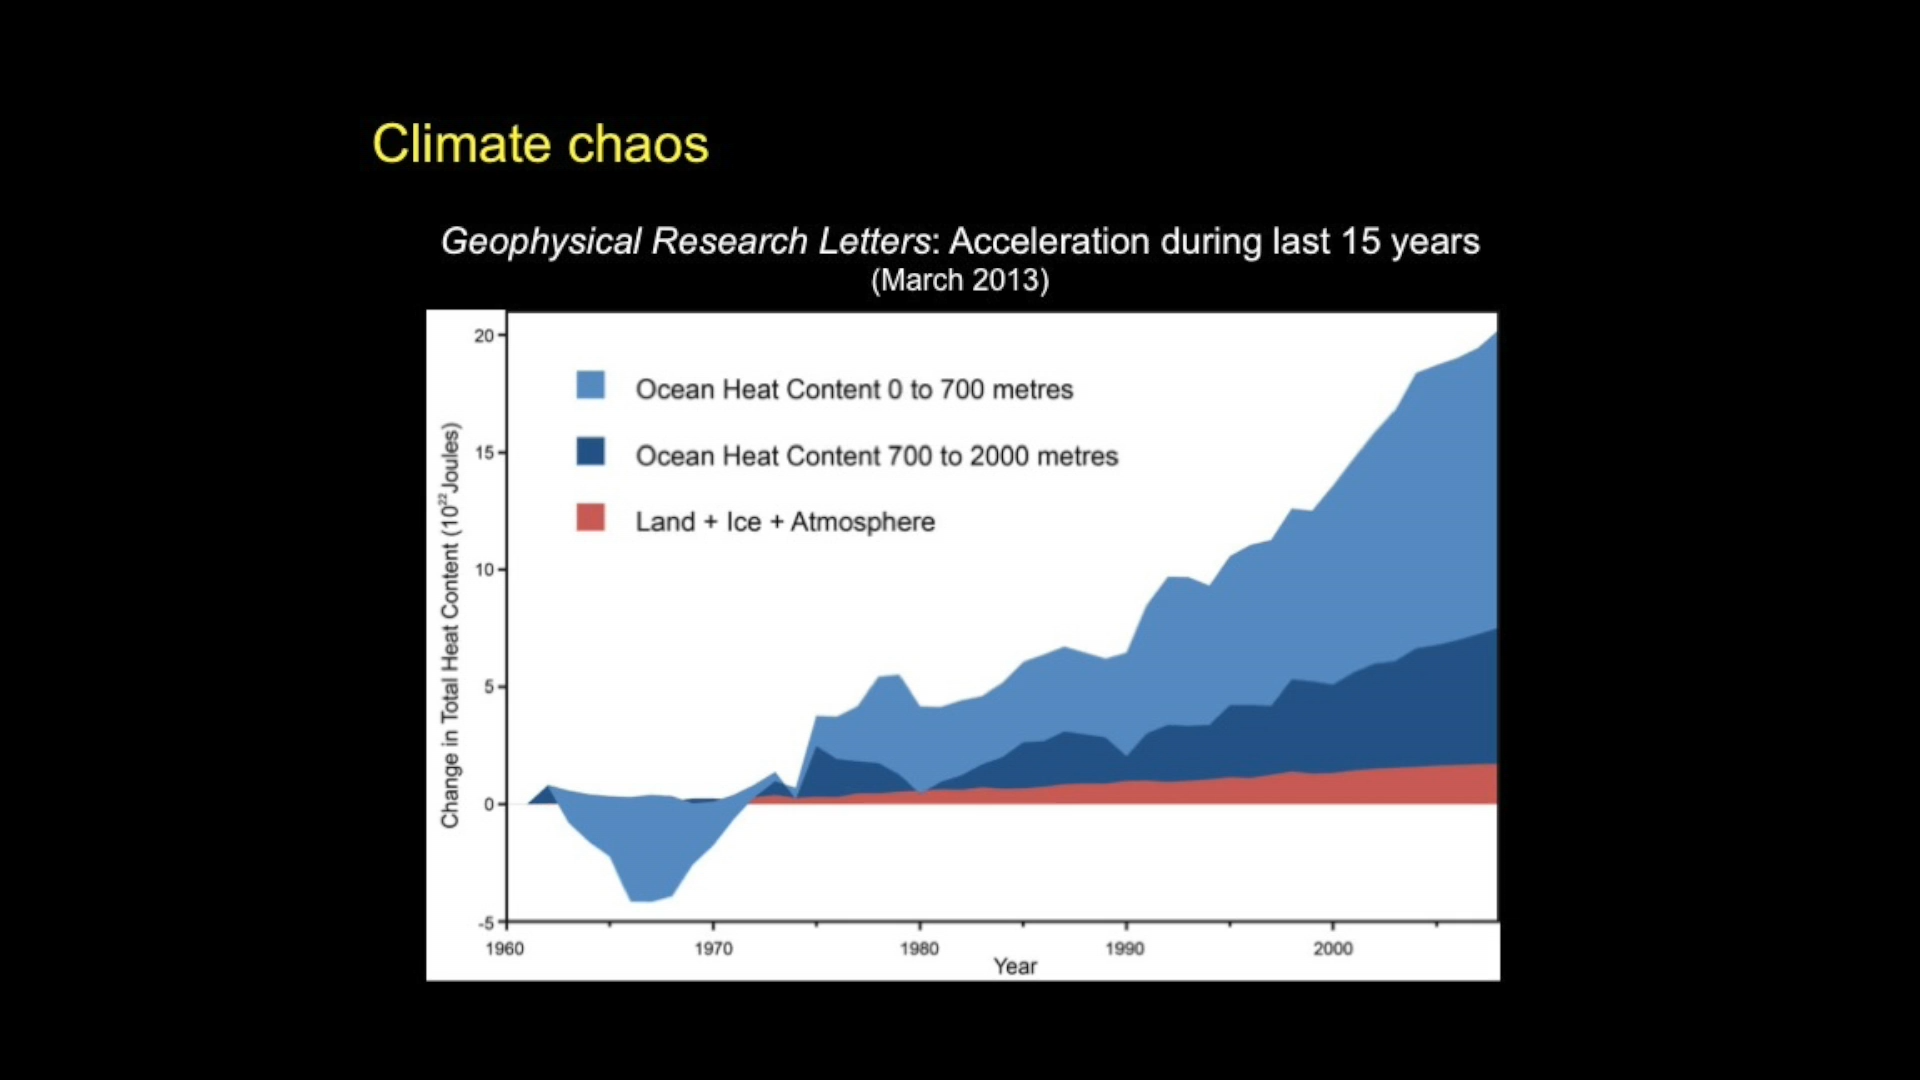 Climate chaos
Geophysical Research Letters: Acceleration during last 15 years
(March 2013)
Change in Total Heat Content (10²² Joules)
20
15
10
5
0
-5
Ocean Heat Content 0 to 700 metres
Ocean Heat Content 700 to 2000 metres
Land + Ice + Atmosphere
1960 1970 1980 1990 2000
Year